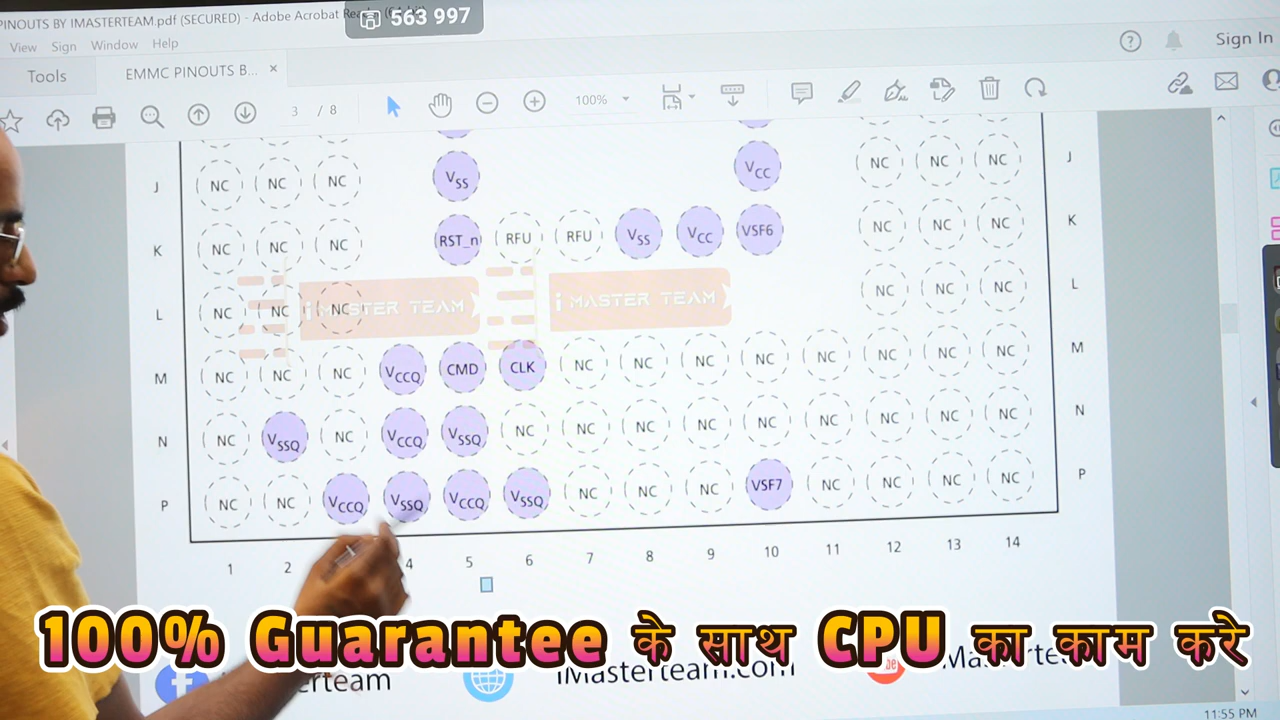 PINOUTS BY IMASTERTEAM.pdf (SECURED) - Adobe Acrobat
563 997
View Sign Window Help
Sign In
Tools EMMC PINOUTS B... ×
3 / 8 100%
J NC NC NC VSS VCC NC NC NC J
K NC NC NC RST_n RFU RFU VSS VCC VSF6 NC NC NC K
L NC NC NC NC NC NC L
i MASTER TEAM i MASTER TEAM
M NC NC NC VCCQ CMD CLK NC NC NC NC NC NC NC NC M
N NC VSSQ NC VCCQ VSSQ NC NC NC NC NC NC NC NC NC N
P NC NC VCCQ VSSQ VCCQ VSSQ NC NC NC VSF7 NC NC NC NC P
1 2 4 5 6 7 8 9 10 11 12 13 14
100% Guarantee के साथ CPU का काम करे
erteam iMasterteam.com iMaste
11:55 PM